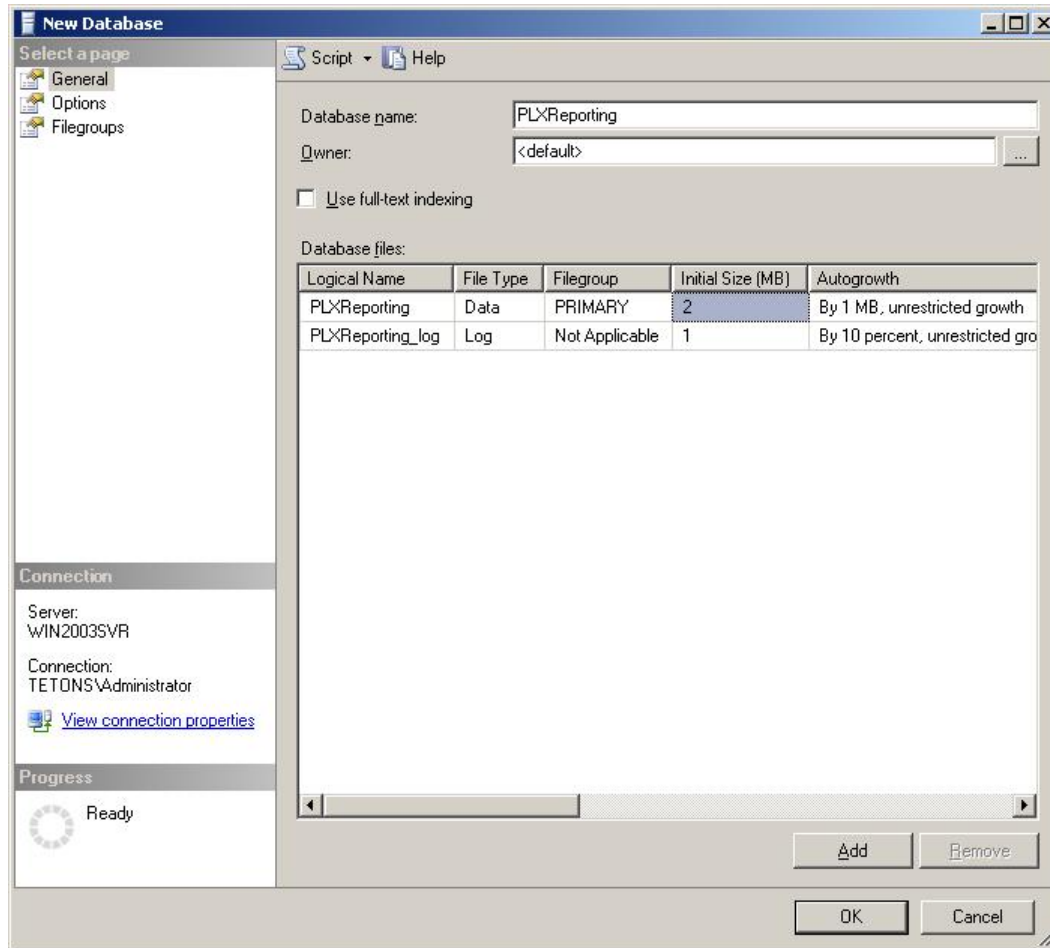 New Database
Select a page
General
Options
Filegroups
Script
Help
Database name:
PLXReporting
Owner:
<default>
...
Use full-text indexing
Database files:
Logical Name File Type Filegroup Initial Size (MB) Autogrowth
PLXReporting Data PRIMARY 2 By 1 MB, unrestricted growth
PLXReporting_log Log Not Applicable 1 By 10 percent, unrestricted gro
Connection
Server:
WIN2003SVR
Connection:
TETONS\Administrator
View connection properties
Progress
Ready
Add
Remove
OK
Cancel